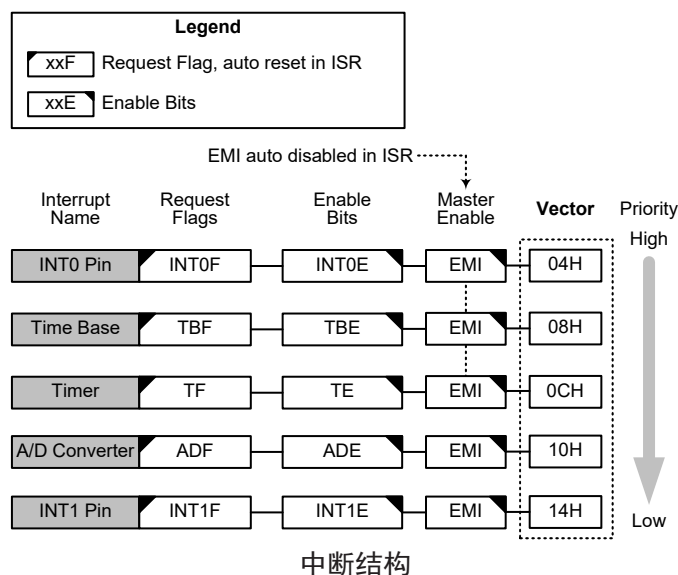 Legend
xxF Request Flag, auto reset in ISR
xxE Enable Bits
EMI auto disabled in ISR
Interrupt Name Request Flags Enable Bits Master Enable Vector Priority
High
INT0 Pin INT0F INT0E EMI 04H
Time Base TBF TBE EMI 08H
Timer TF TE EMI 0CH
A/D Converter ADF ADE EMI 10H
INT1 Pin INT1F INT1E EMI 14H
Low
中断结构